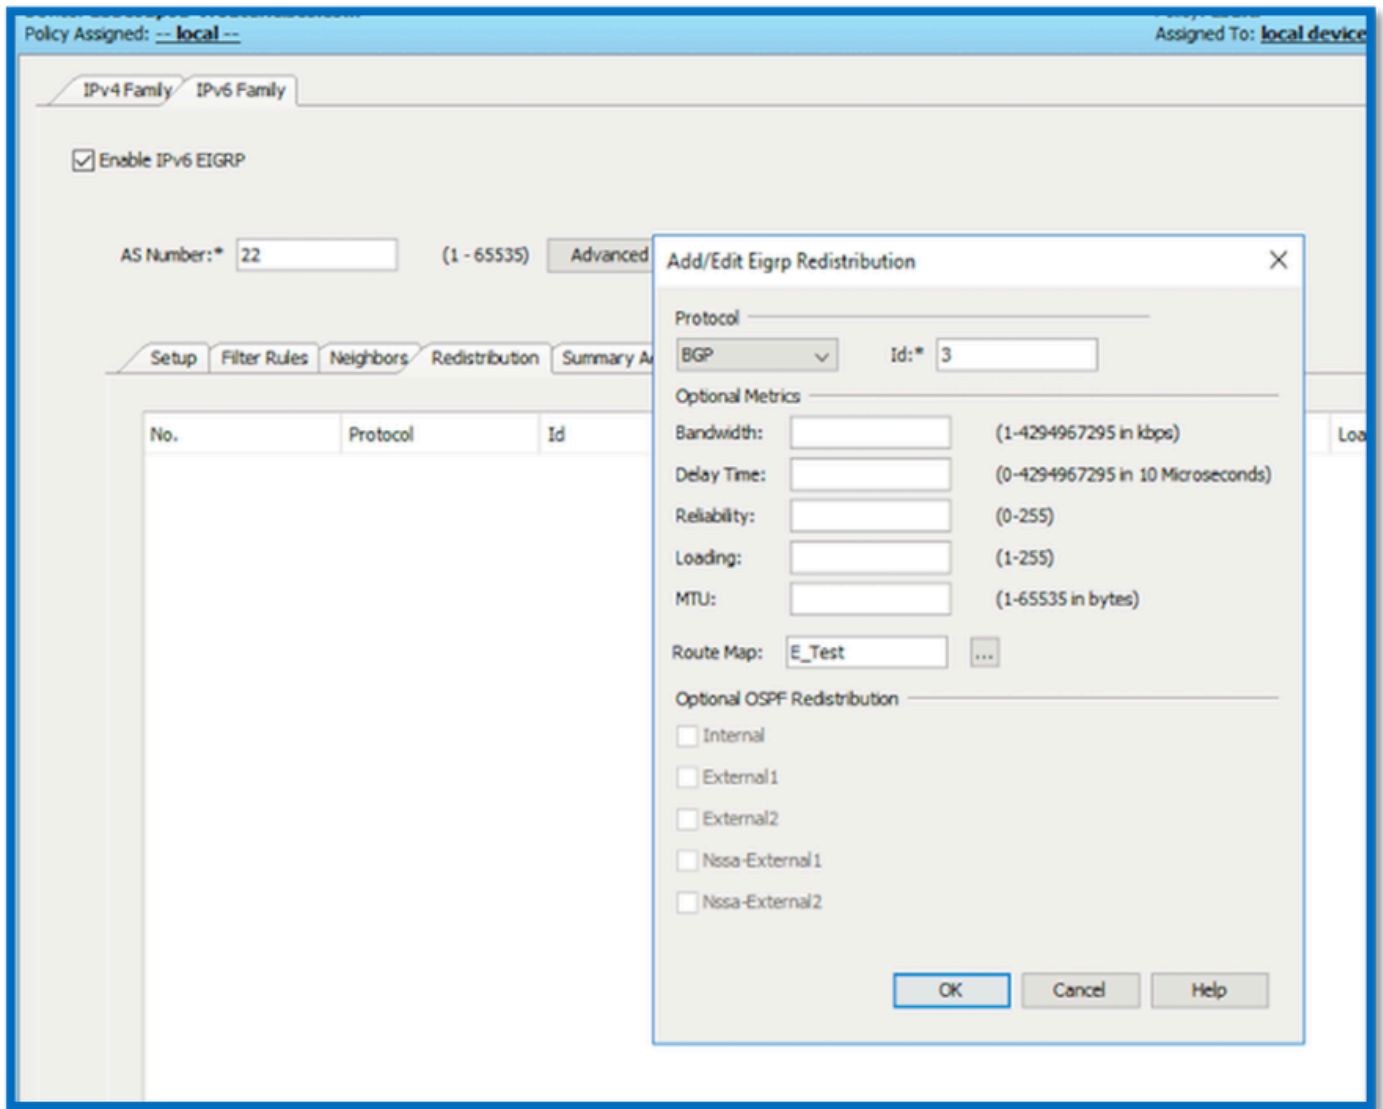 Policy Assigned: -- local --
Assigned To: local device
IPv4 Family IPv6 Family
Enable IPv6 EIGRP
AS Number:* 22 (1 - 65535) Advanced
Setup Filter Rules Neighbors Redistribution Summary
No. Protocol Id Loa
Add/Edit Eigrp Redistribution
Protocol
BGP Id:* 3
Optional Metrics
Bandwidth: (1-4294967295 in kbps)
Delay Time: (0-4294967295 in 10 Microseconds)
Reliability: (0-255)
Loading: (1-255)
MTU: (1-65535 in bytes)
Route Map: E_Test ...
Optional OSPF Redistribution
Internal
External1
External2
Nssa-External1
Nssa-External2
OK Cancel Help